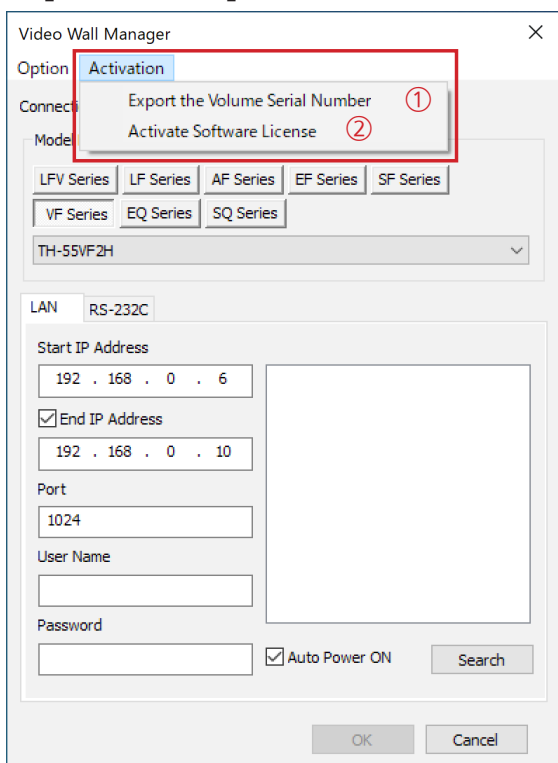 Video Wall Manager
Option Activation
Export the Volume Serial Number ①
Activate Software License ②
LFV Series LF Series AF Series EF Series SF Series
VF Series EQ Series SQ Series
TH-55VF2H
LAN RS-232C
Start IP Address
192 . 168 . 0 . 6
End IP Address
192 . 168 . 0 . 10
Port
1024
User Name
Password
Auto Power ON Search
OK Cancel